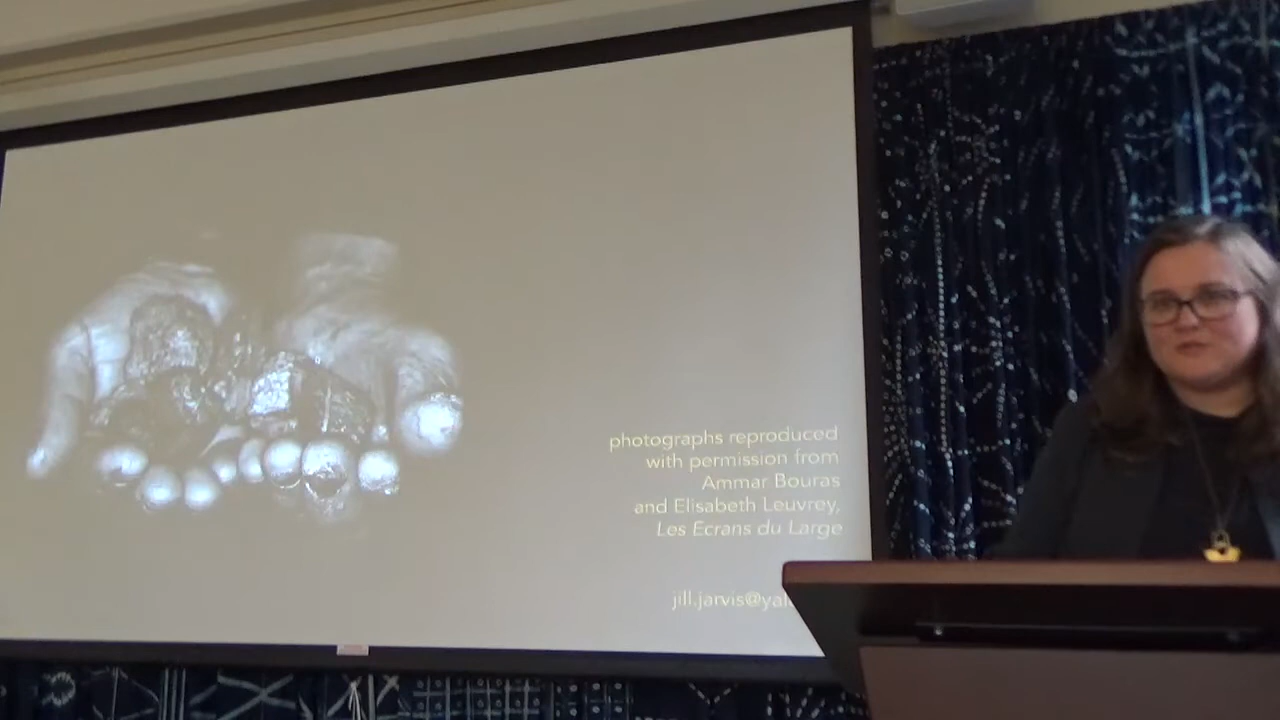 photographs reproduced
with permission from
Ammar Bouras
and Elisabeth Leuvrey,
Les Ecrans du Large
jill.jarvis@yal